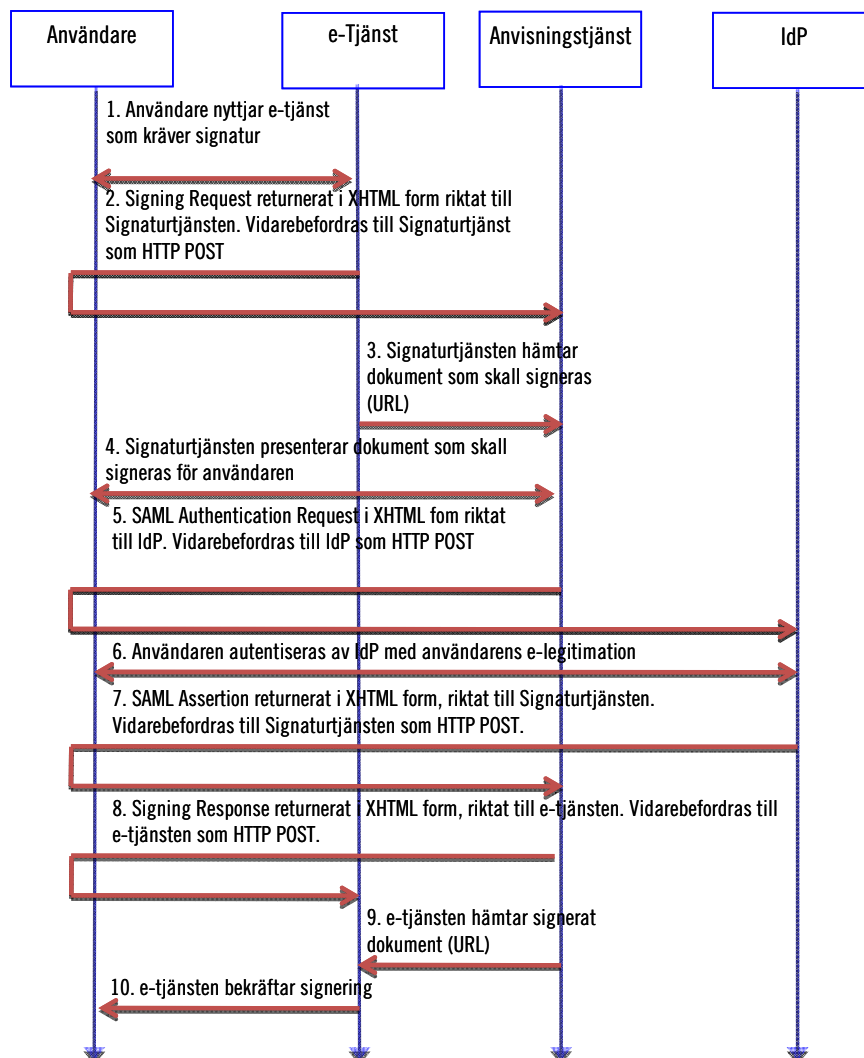 Användare
e-Tjänst
Anvisningstjänst
IdP
1. Användare nyttjar e-tjänst
som kräver signatur
2. Signing Request returnerat i XHTML form riktat till
Signaturtjänsten. Vidarebefordras till Signaturtjänst
som HTTP POST
3. Signaturtjänsten hämtar
dokument som skall signeras
(URL)
4. Signaturtjänsten presenterar dokument som skall
signeras för användaren
5. SAML Authentication Request i XHTML fom riktat
till IdP. Vidarebefordras till IdP som HTTP POST
6. Användaren autentiseras av IdP med användarens e-legitimation
7. SAML Assertion returnerat i XHTML form, riktat till Signaturtjänsten.
Vidarebefordras till Signaturtjänsten som HTTP POST.
8. Signing Response returnerat i XHTML form, riktat till e-tjänsten. Vidarebefordras till
e-tjänsten som HTTP POST.
9. e-tjänsten hämtar signerat
dokument (URL)
10. e-tjänsten bekräftar signering